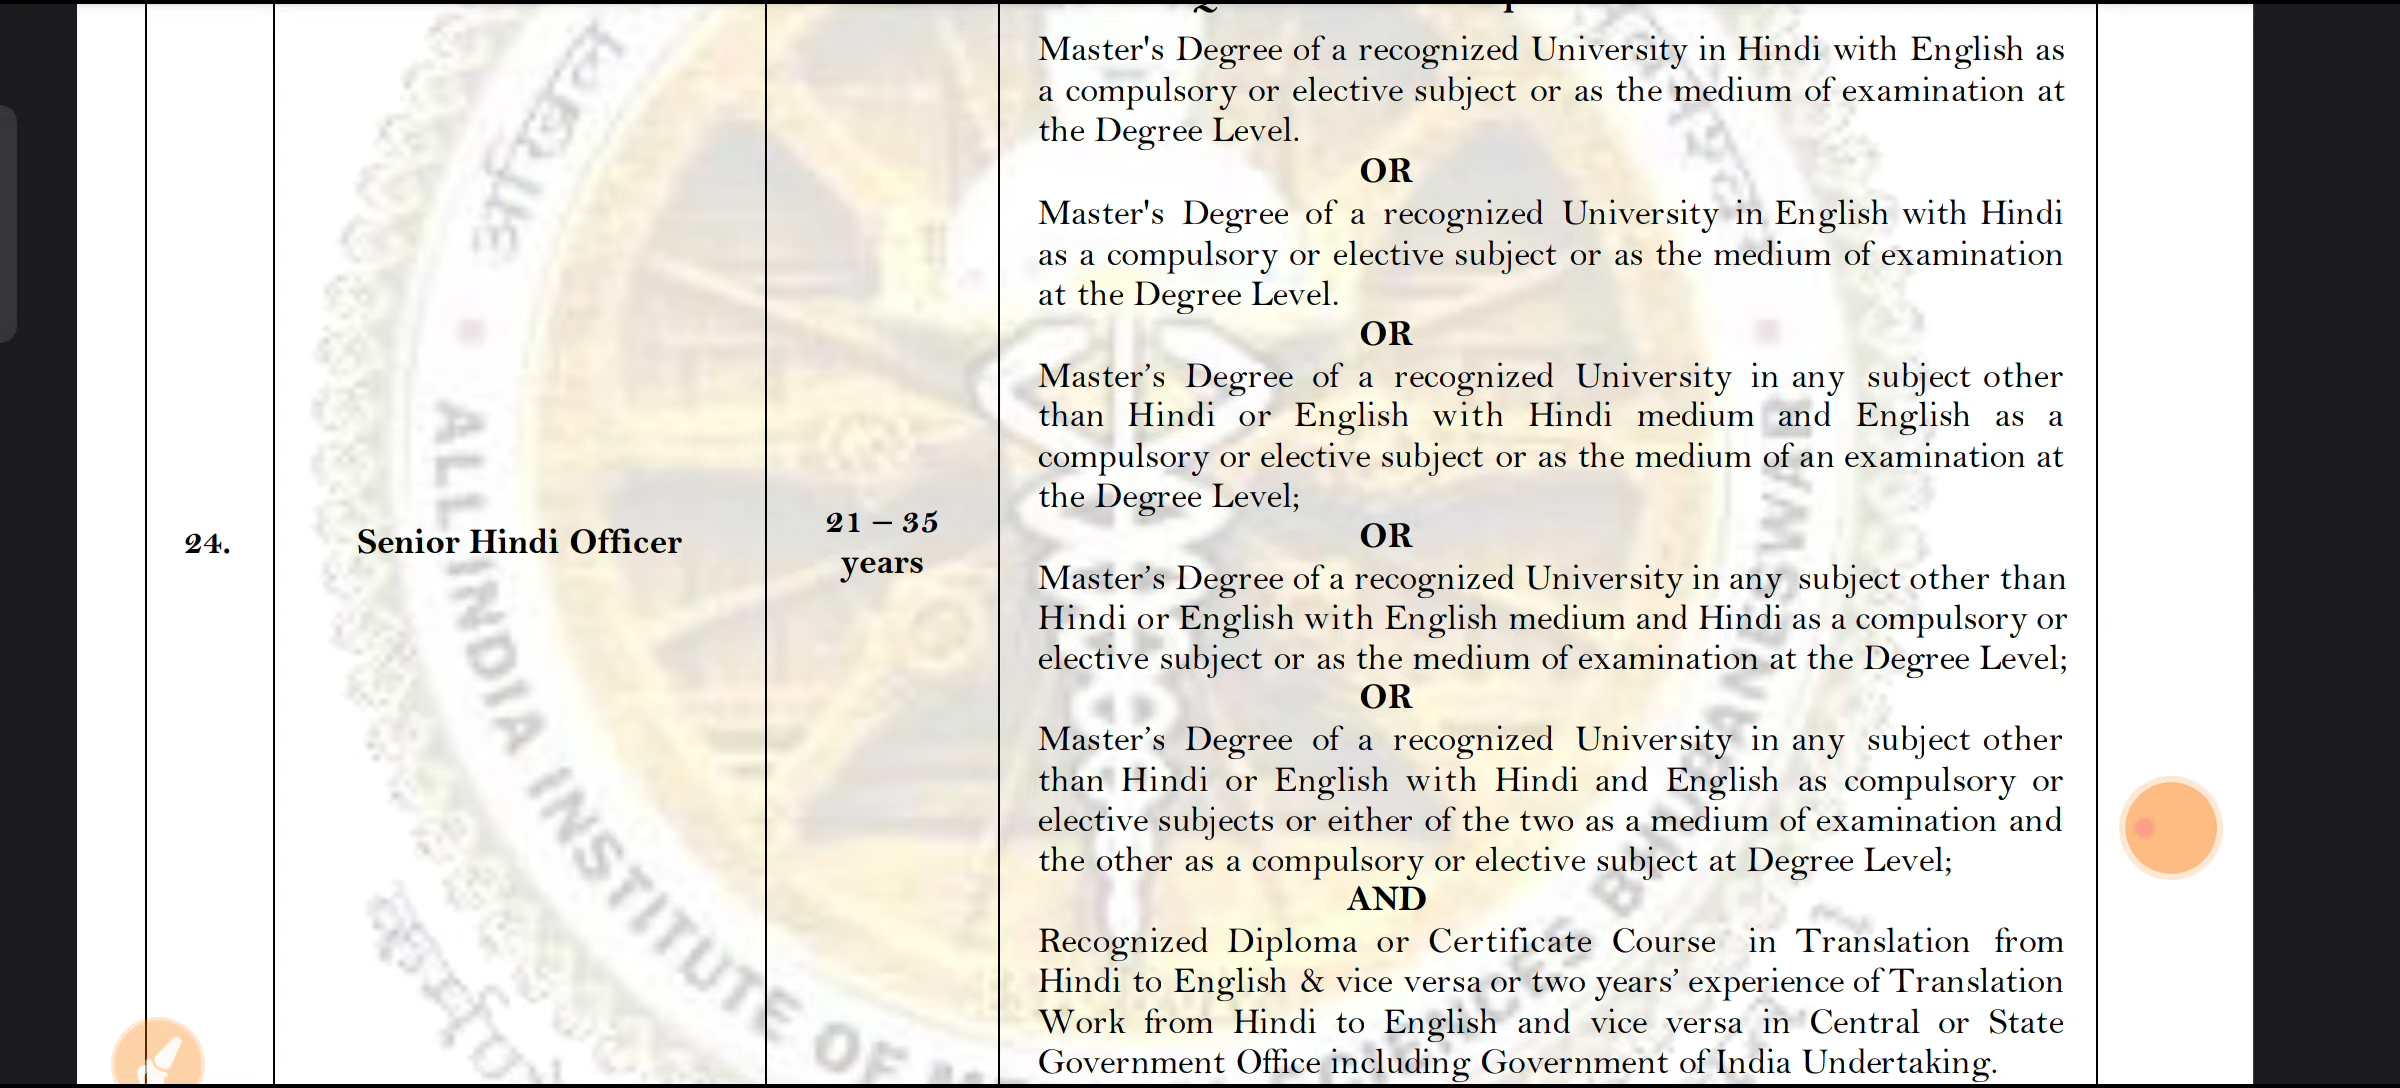 Master's Degree of a recognized University in Hindi with English as
a compulsory or elective subject or as the medium of examination at
the Degree Level.
OR
Master's Degree of a recognized University in English with Hindi
as a compulsory or elective subject or as the medium of examination
at the Degree Level.
OR
Master’s Degree of a recognized University in any subject other
than Hindi or English with Hindi medium and English as a
compulsory or elective subject or as the medium of an examination at
the Degree Level;
OR
24.
Senior Hindi Officer
21 – 35
years
Master’s Degree of a recognized University in any subject other than
Hindi or English with English medium and Hindi as a compulsory or
elective subject or as the medium of examination at the Degree Level;
OR
Master’s Degree of a recognized University in any subject other
than Hindi or English with Hindi and English as compulsory or
elective subjects or either of the two as a medium of examination and
the other as a compulsory or elective subject at Degree Level;
AND
Recognized Diploma or Certificate Course in Translation from
Hindi to English & vice versa or two years’ experience of Translation
Work from Hindi to English and vice versa in Central or State
Government Office including Government of India Undertaking.
अखिल
ALL INDIA INSTITUTE OF
BHUBANESWAR